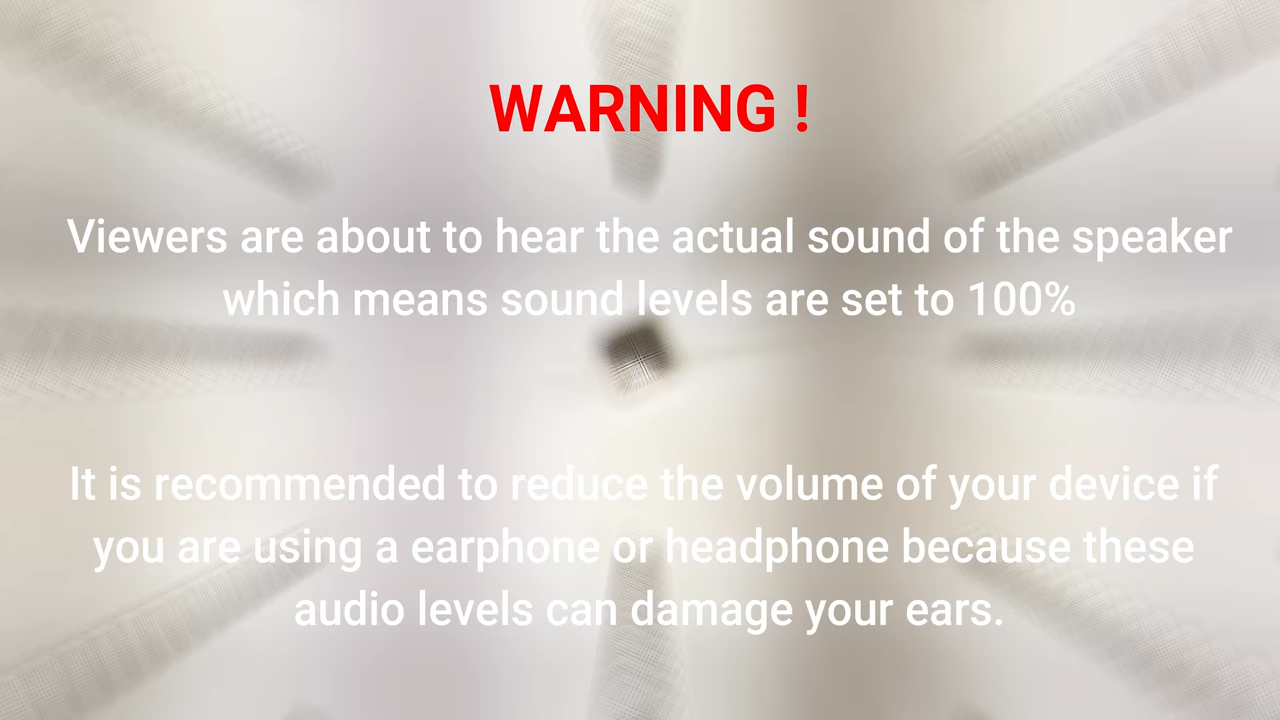 WARNING !
Viewers are about to hear the actual sound of the speaker
which means sound levels are set to 100%
It is recommended to reduce the volume of your device if
you are using a earphone or headphone because these
audio levels can damage your ears.